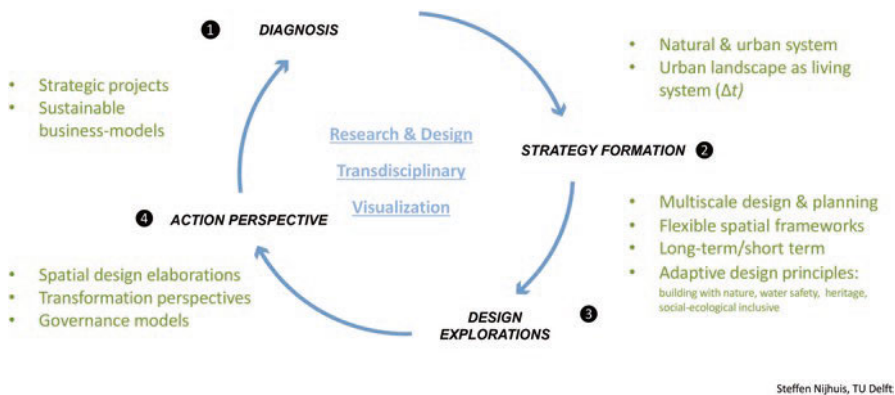 ❶ DIAGNOSIS
• Natural & urban system
• Urban landscape as living
system (Δt)
• Strategic projects
• Sustainable
business-models
Research & Design
Transdisciplinary
Visualization
STRATEGY FORMATION ❷
❹ ACTION PERSPECTIVE
• Multiscale design & planning
• Flexible spatial frameworks
• Long-term/short term
• Adaptive design principles:
building with nature, water safety, heritage,
social-ecological inclusive
• Spatial design elaborations
• Transformation perspectives
• Governance models
DESIGN ❸
EXPLORATIONS
Steffen Nijhuis, TU Delft